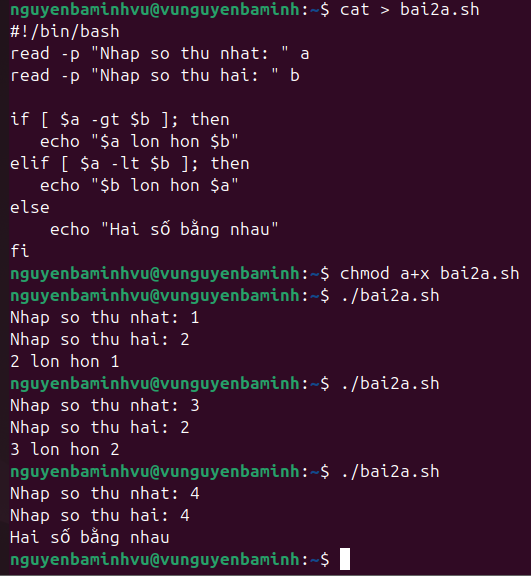 nguyenbaminhvu@vunguyenbaminh:~$ cat > bai2a.sh
#!/bin/bash
read -p "Nhap so thu nhat: " a
read -p "Nhap so thu hai: " b

if [ $a -gt $b ]; then
   echo "$a lon hon $b"
elif [ $a -lt $b ]; then
   echo "$b lon hon $a"
else
    echo "Hai số bằng nhau"
fi
nguyenbaminhvu@vunguyenbaminh:~$ chmod a+x bai2a.sh
nguyenbaminhvu@vunguyenbaminh:~$ ./bai2a.sh
Nhap so thu nhat: 1
Nhap so thu hai: 2
2 lon hon 1
nguyenbaminhvu@vunguyenbaminh:~$ ./bai2a.sh
Nhap so thu nhat: 3
Nhap so thu hai: 2
3 lon hon 2
nguyenbaminhvu@vunguyenbaminh:~$ ./bai2a.sh
Nhap so thu nhat: 4
Nhap so thu hai: 4
Hai số bằng nhau
nguyenbaminhvu@vunguyenbaminh:~$